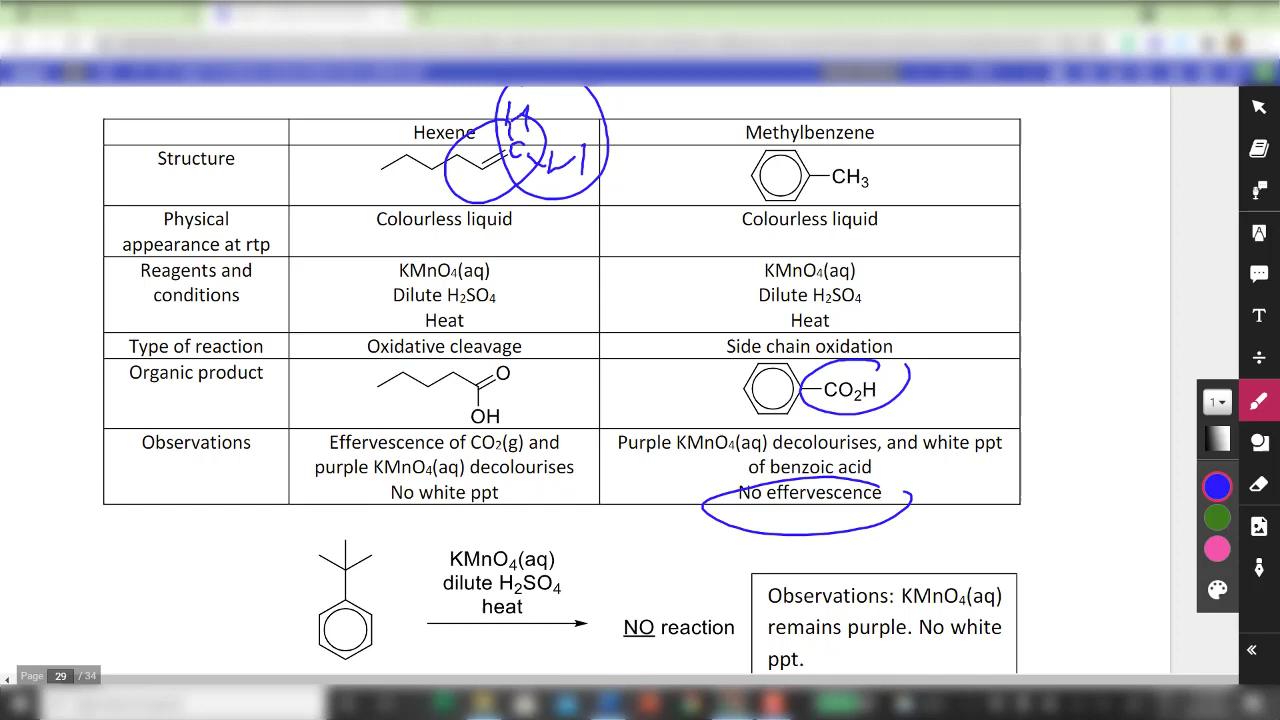 Hexene
Methylbenzene
Structure
H
C
H
CH3
Physical appearance at rtp
Colourless liquid
Colourless liquid
Reagents and conditions
KMnO4(aq)
Dilute H2SO4
Heat
KMnO4(aq)
Dilute H2SO4
Heat
Type of reaction
Oxidative cleavage
Side chain oxidation
Organic product
O
OH
CO2H
Observations
Effervescence of CO2(g) and
purple KMnO4(aq) decolourises
No white ppt
Purple KMnO4(aq) decolourises, and white ppt
of benzoic acid
No effervescence
KMnO4(aq)
dilute H2SO4
heat
NO reaction
Observations: KMnO4(aq)
remains purple. No white
ppt.
Page 29 / 34
1
T